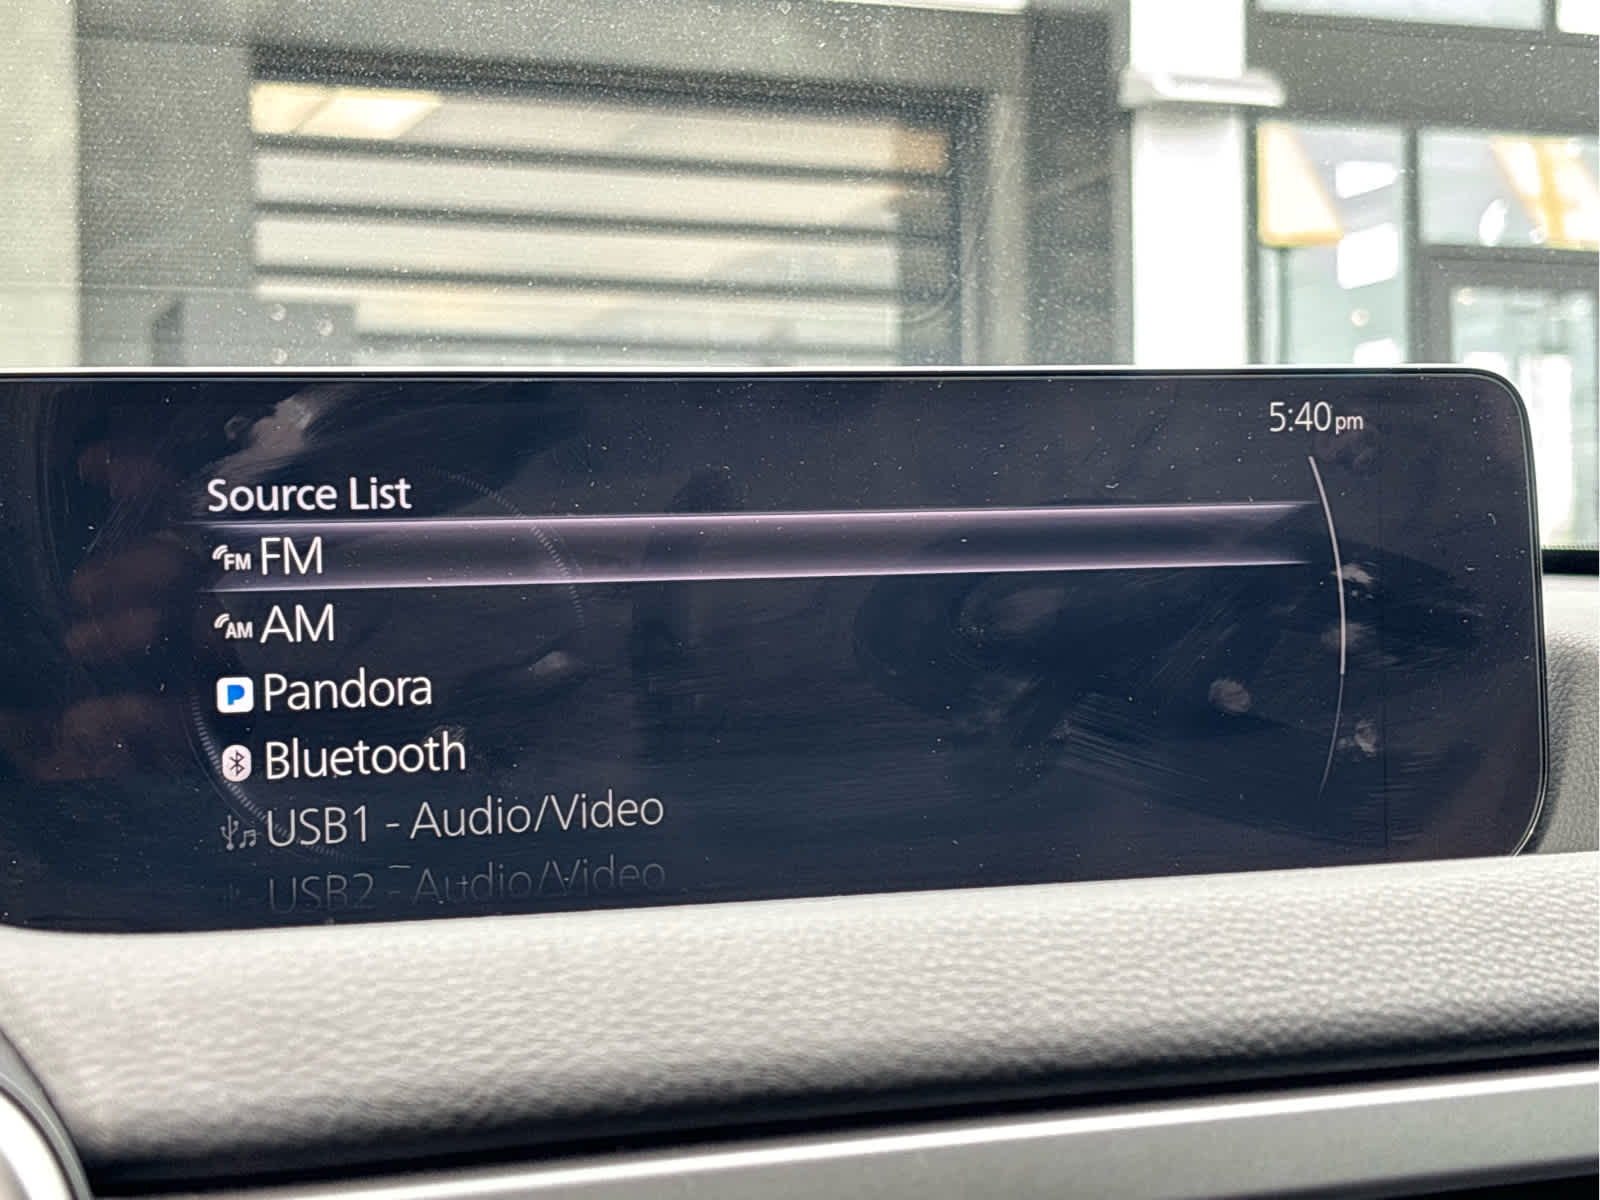 5:40pm
Source List
FM FM
AM AM
P Pandora
Bluetooth
USB1 - Audio/Video
USB2 - Audio/Video